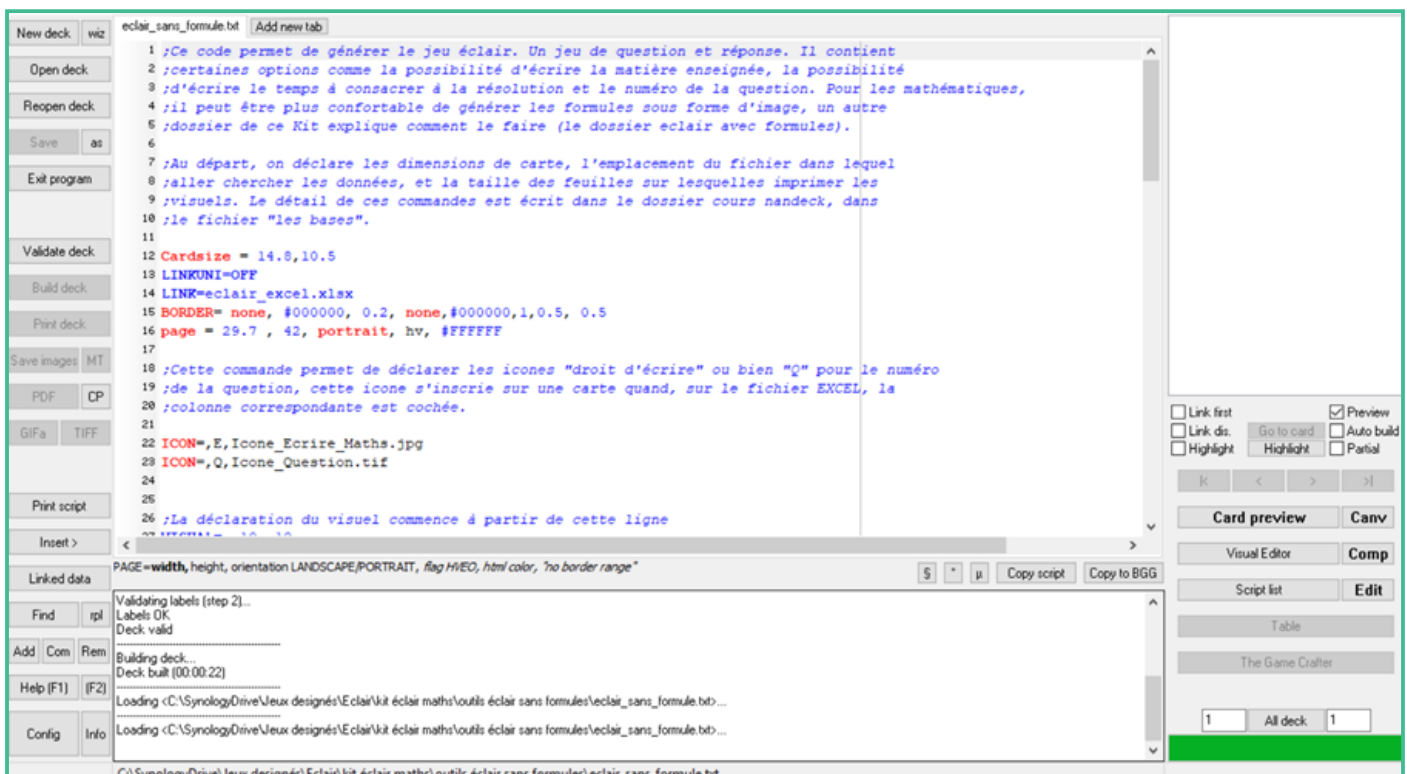 New deck wiz
Open deck
Reopen deck
Save as
Exit program
Validate deck
Build deck
Print deck
Save images MT
PDF CP
GIFa TIFF
Print script
Insert >
Linked data
Find rpl
Add Com Rem
Help (F1) (F2)
Config Info
eclair_sans_formule.txt Add new tab
1 ;Ce code permet de générer le jeu éclair. Un jeu de question et réponse. Il contient
2 ;certaines options comme la possibilité d'écrire la matière enseignée, la possibilité
3 ;d'écrire le temps à consacrer à la résolution et le numéro de la question. Pour les mathématiques,
4 ;il peut être plus confortable de générer les formules sous forme d'image, un autre
5 ;dossier de ce Kit explique comment le faire (le dossier eclair avec formules).
6
7 ;Au départ, on déclare les dimensions de carte, l'emplacement du fichier dans lequel
8 ;aller chercher les données, et la taille des feuilles sur lesquelles imprimer les
9 ;visuels. Le détail de ces commandes est écrit dans le dossier cours nandeck, dans
10 ;le fichier "les bases".
11
12 Cardsize = 14.8,10.5
13 LINKUNI=OFF
14 LINK=eclair_excel.xlsx
15 BORDER= none, #000000, 0.2, none,#000000,1,0.5, 0.5
16 page = 29.7 , 42, portrait, hv, #FFFFFF
17
18 ;Cette commande permet de déclarer les icones "droit d'écrire" ou bien "Q" pour le numéro
19 ;de la question, cette icone s'inscrie sur une carte quand, sur le fichier EXCEL, la
20 ;colonne correspondante est cochée.
21
22 ICON=,E,Icone_Ecrire_Maths.jpg
23 ICON=,Q,Icone_Question.tif
24
25
26 ;La déclaration du visuel commence à partir de cette ligne
PAGE=width, height, orientation LANDSCAPE/PORTRAIT, flag HVEO, html color, "no border range"
§ " µ Copy script Copy to BGG
Validating labels (step 2)...
Labels OK
Deck valid
Building deck...
Deck built (00:00:22)
Loading <C:\SynologyDrive\Jeux designés\Eclair\kit éclair maths\outils éclair sans formules\eclair_sans_formule.txt>...
Loading <C:\SynologyDrive\Jeux designés\Eclair\kit éclair maths\outils éclair sans formules\eclair_sans_formule.txt>...
C:\SynologyDrive\Jeux designés\Eclair\kit éclair maths\outils éclair sans formules\eclair_sans_formule.txt
Link first Preview
Link dis. Go to card Auto build
Highlight Highlight Partial
Card preview Canv
Visual Editor Comp
Script list Edit
Table
The Game Crafter
1 All deck 1